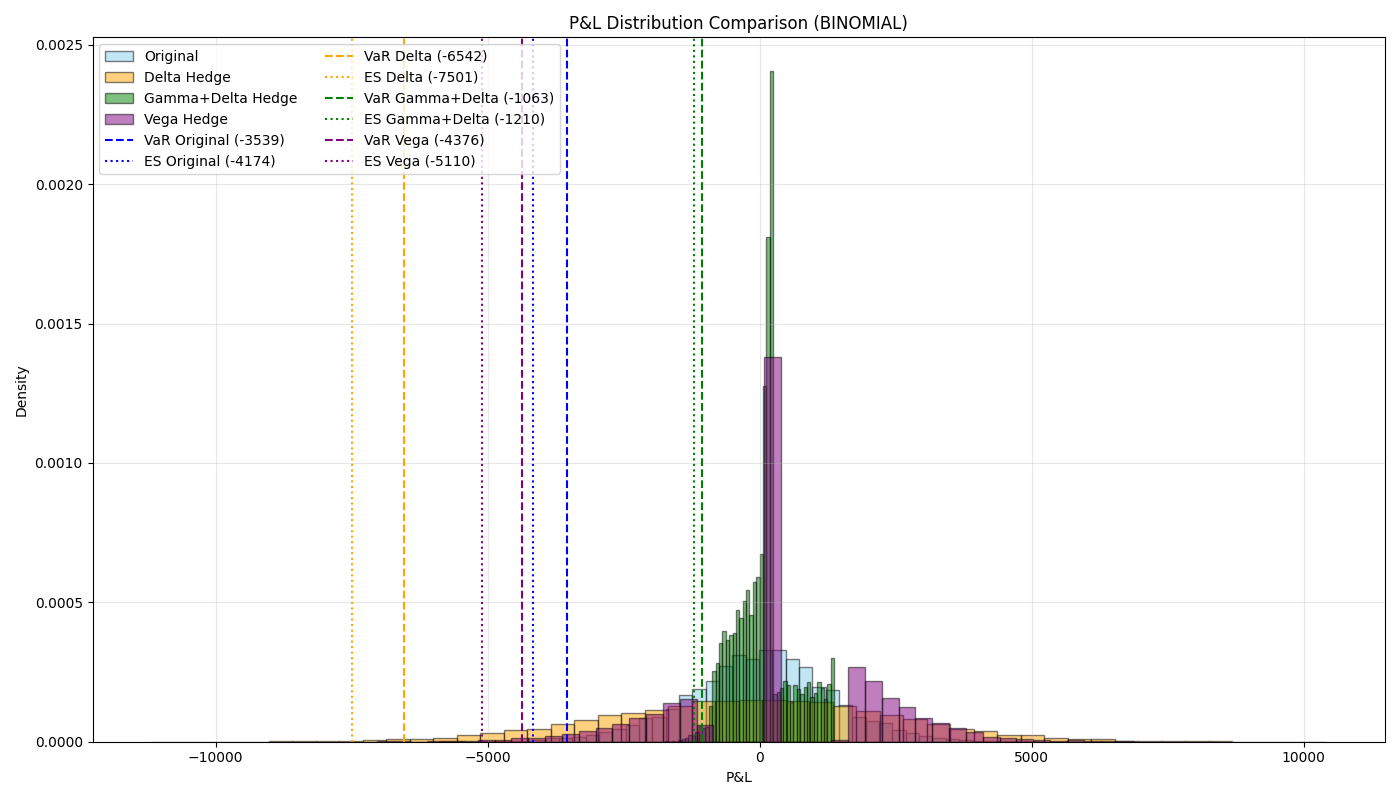 P&L Distribution Comparison (BINOMIAL)
Original
Delta Hedge
Gamma+Delta Hedge
Vega Hedge
VaR Original (-3539)
ES Original (-4174)
VaR Delta (-6542)
ES Delta (-7501)
VaR Gamma+Delta (-1063)
ES Gamma+Delta (-1210)
VaR Vega (-4376)
ES Vega (-5110)
Density
0.0025
0.0020
0.0015
0.0010
0.0005
0.0000
−10000
−5000
0
5000
10000
P&L